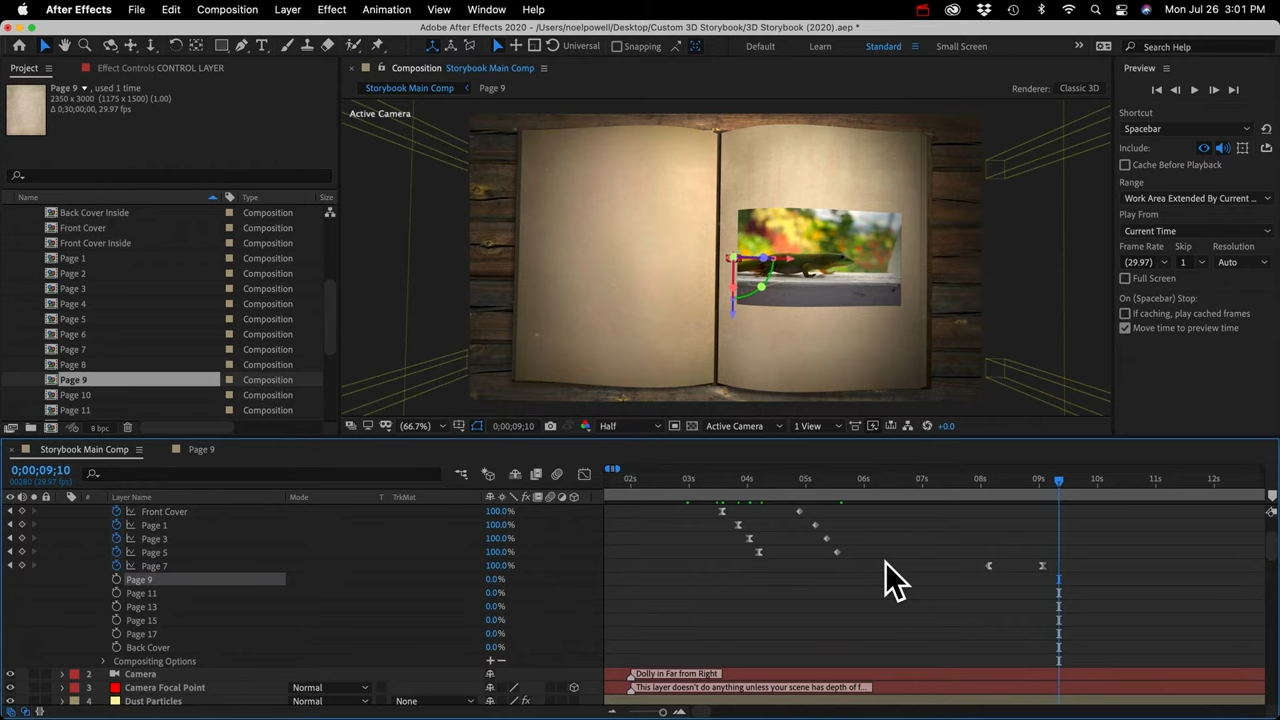 After Effects File Edit Composition Layer Effect Animation View Window Help Mon Jul 26 3:01 PM
Adobe After Effects 2020 - /Users/noelpowell/Desktop/Custom 3D Storybook/3D Storybook (2020).aep *
Universal Snapping Default Learn Standard Small Screen Search Help
Project Effect Controls CONTROL LAYER Composition Storybook Main Comp Preview
Page 9 , used 1 time
2350 x 3000 (1175 x 1500) (1.00)
Δ 0;30;00;00, 29.97 fps
Storybook Main Comp Page 9 Renderer: Classic 3D
Active Camera
Shortcut
Spacebar
Include:
Cache Before Playback
Range
Work Area Extended By Current ...
Play From
Current Time
Frame Rate Skip Resolution
(29.97) 1 Auto
Full Screen
On (Spacebar) Stop:
If caching, play cached frames
Move time to preview time
Name Type Size
Back Cover Inside Composition
Front Cover Composition
Front Cover Inside Composition
Page 1 Composition
Page 2 Composition
Page 3 Composition
Page 4 Composition
Page 5 Composition
Page 6 Composition
Page 7 Composition
Page 8 Composition
Page 9 Composition
Page 10 Composition
Page 11 Composition
8 bpc
(66.7%) 0;00;09;10 Half Active Camera 1 View +0.0
Storybook Main Comp Page 9
0;00;09;10
00280 (29.97 fps)
02s 03s 04s 05s 06s 07s 08s 09s 10s 11s 12s
# Layer Name Mode T TrkMat
Front Cover 100.0%
Page 1 100.0%
Page 3 100.0%
Page 5 100.0%
Page 7 100.0%
Page 9 0.0%
Page 11 0.0%
Page 13 0.0%
Page 15 0.0%
Page 17 0.0%
Back Cover 0.0%
Compositing Options
2 Camera Dolly in Far from Right
3 Camera Focal Point Normal This layer doesn't do anything unless your scene has depth of f...
4 Dust Particles Normal None